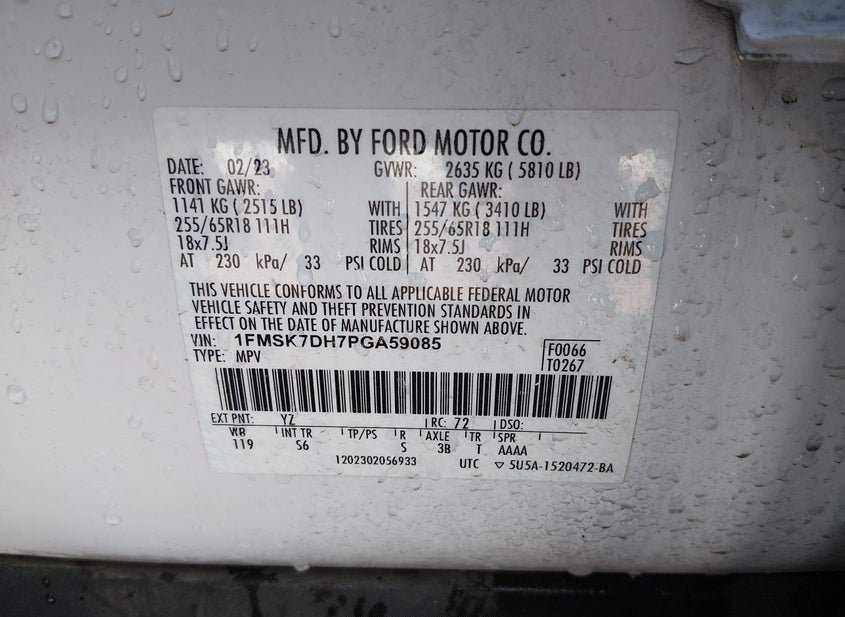 MFD. BY FORD MOTOR CO.
DATE: 02/23 GVWR: 2635 KG ( 5810 LB)
FRONT GAWR: REAR GAWR:
1141 KG ( 2515 LB) WITH 1547 KG ( 3410 LB) WITH
255/65R18 111H TIRES 255/65R18 111H TIRES
18x7.5J RIMS 18x7.5J RIMS
AT 230 kPa/ 33 PSI COLD AT 230 kPa/ 33 PSI COLD
THIS VEHICLE CONFORMS TO ALL APPLICABLE FEDERAL MOTOR
VEHICLE SAFETY AND THEFT PREVENTION STANDARDS IN
EFFECT ON THE DATE OF MANUFACTURE SHOWN ABOVE.
VIN: 1FMSK7DH7PGA59085
TYPE: MPV
F0066
T0267
EXT PNT: YZ RC: 72 DSO:
WB INT TR TP/PS R AXLE TR SPR
119 S6 S 3B T AAAA
1202302056933 UTC ▽ 5U5A-1520472-BA